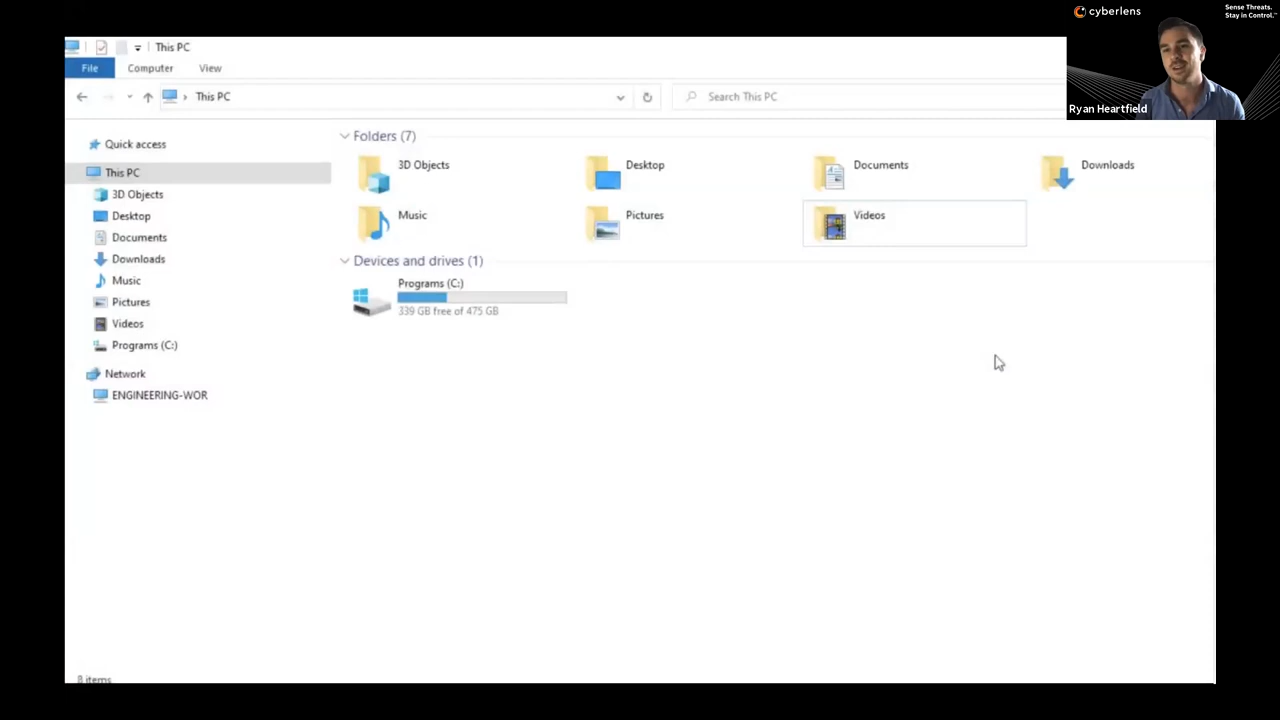 cyberlens
Sense Threats.
Stay in Control.™
Ryan Heartfield
This PC
File Computer View
This PC
Search This PC
Quick access
This PC
3D Objects
Desktop
Documents
Downloads
Music
Pictures
Videos
Programs (C:)
Network
ENGINEERING-WOR
Folders (7)
3D Objects Desktop Documents Downloads
Music Pictures Videos
Devices and drives (1)
Programs (C:)
339 GB free of 475 GB
8 items